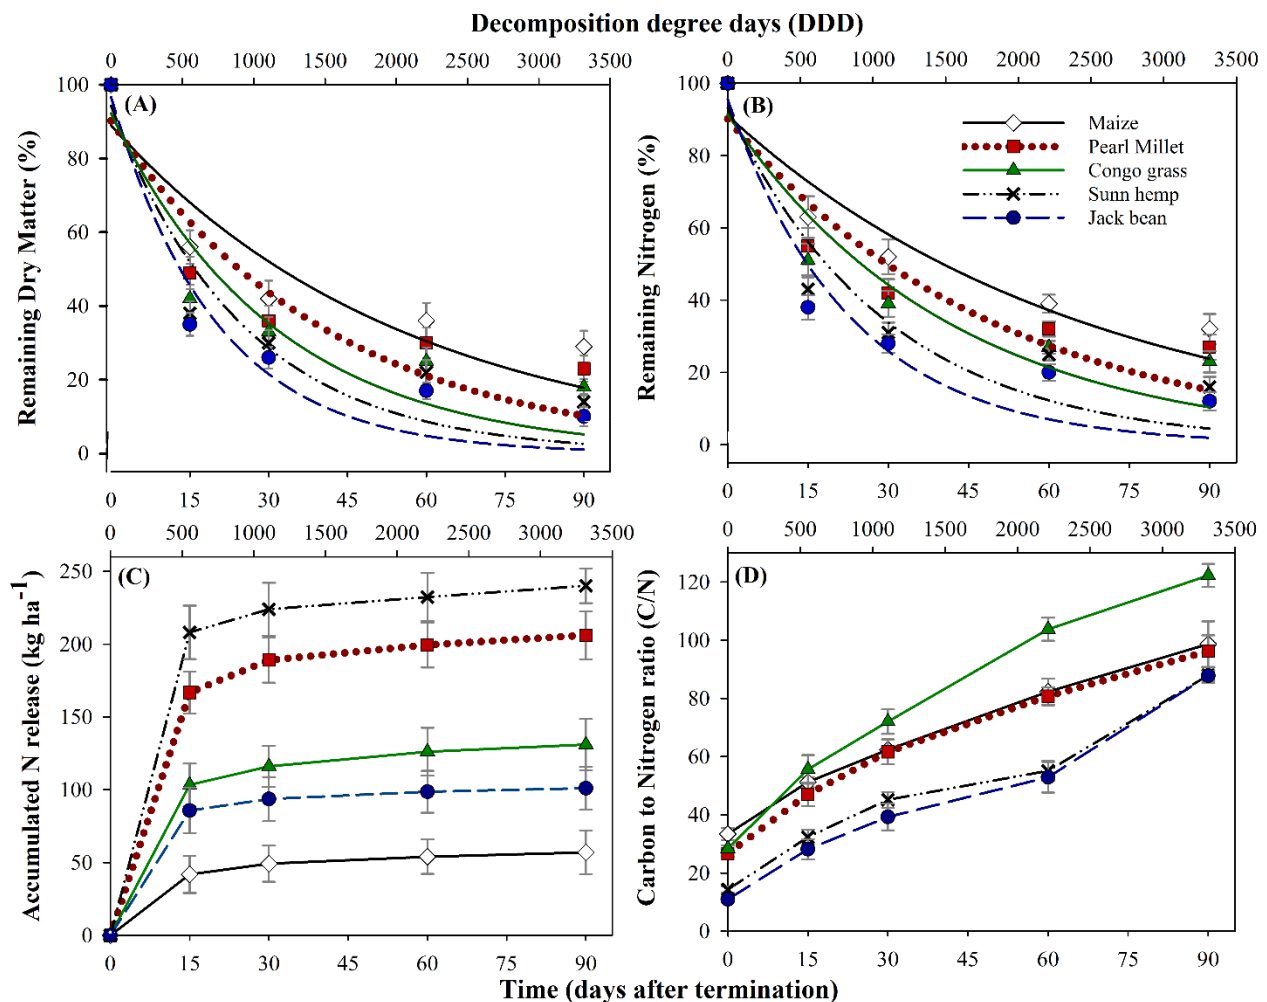 Decomposition degree days (DDD)
0 500 1000 1500 2000 2500 3000 3500
0 500 1000 1500 2000 2500 3000 3500
Remaining Dry Matter (%)
100
80
60
40
20
0
(A)
0 15 30 45 60 75 90
Remaining Nitrogen (%)
100
80
60
40
20
0
(B)
Maize
Pearl Millet
Congo grass
Sunn hemp
Jack bean
0 15 30 45 60 75 90
0 500 1000 1500 2000 2500 3000 3500
0 500 1000 1500 2000 2500 3000 3500
Accumulated N release (kg ha⁻¹)
250
200
150
100
50
0
(C)
0 15 30 45 60 75 90
Carbon to Nitrogen ratio (C/N)
120
100
80
60
40
20
0
(D)
0 15 30 45 60 75 90
Time (days after termination)